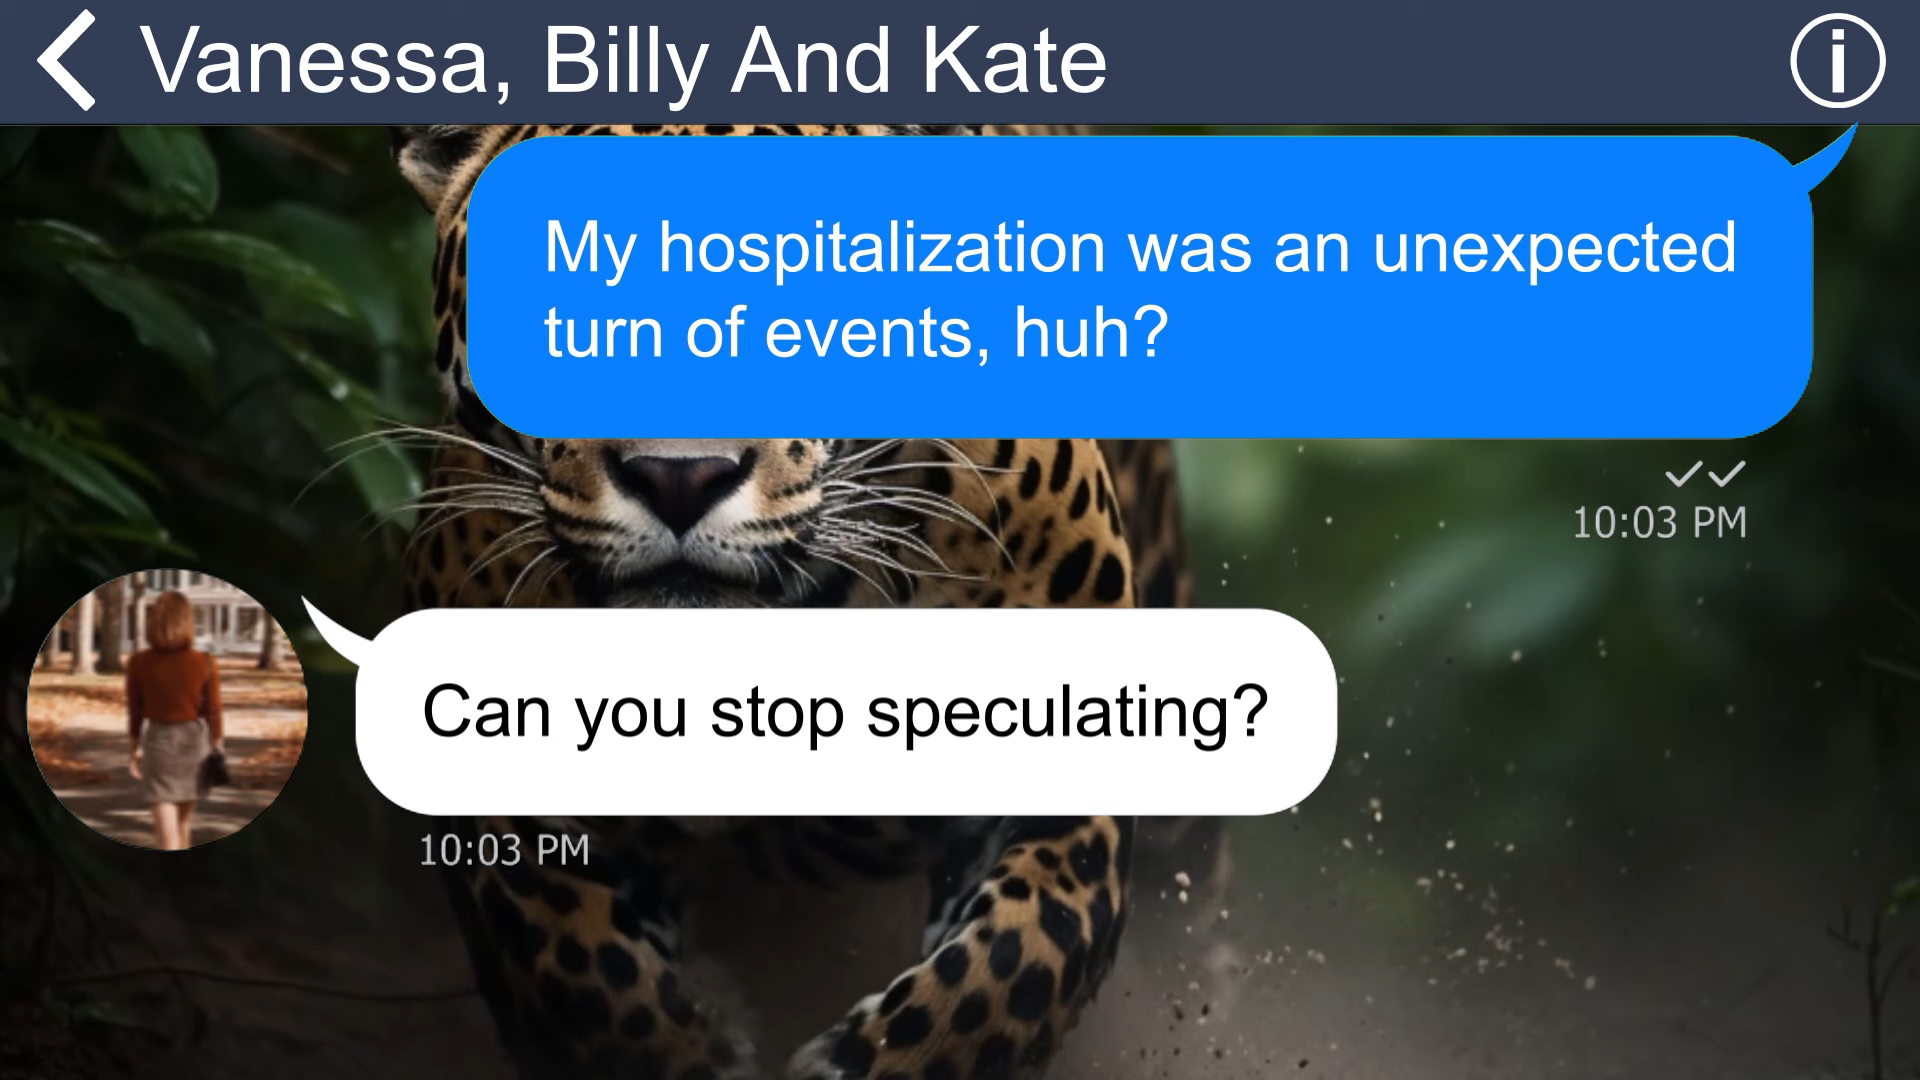 Vanessa, Billy And Kate
My hospitalization was an unexpected
turn of events, huh?
10:03 PM
Can you stop speculating?
10:03 PM